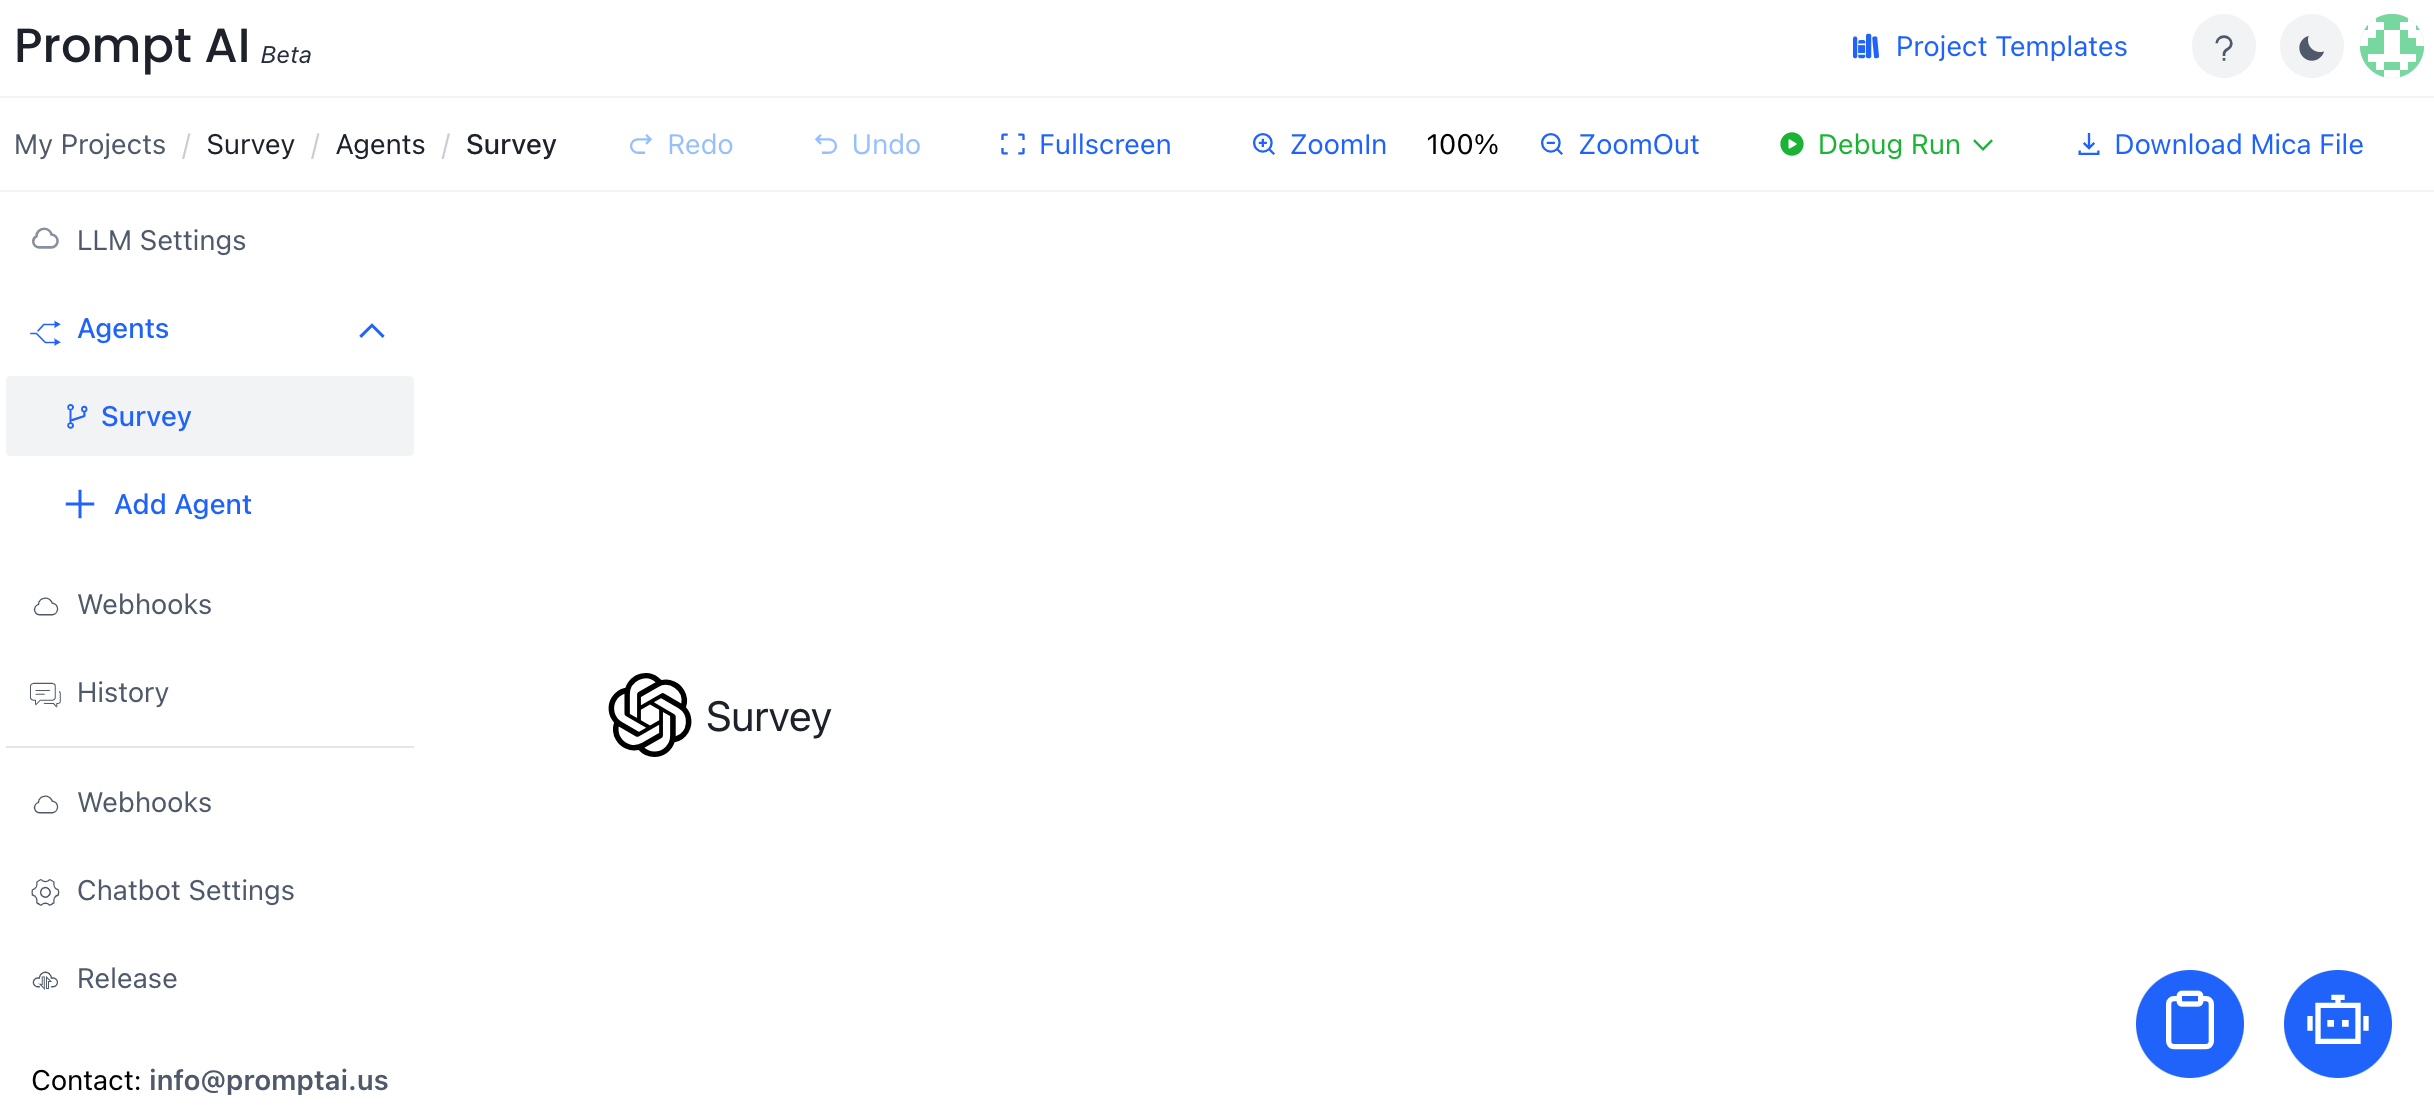 Prompt AI Beta
Project Templates
?
My Projects / Survey / Agents / Survey
Redo
Undo
Fullscreen
ZoomIn
100%
ZoomOut
Debug Run
Download Mica File
LLM Settings
Agents
Survey
Add Agent
Webhooks
History
Survey
Webhooks
Chatbot Settings
Release
Contact: info@promptai.us